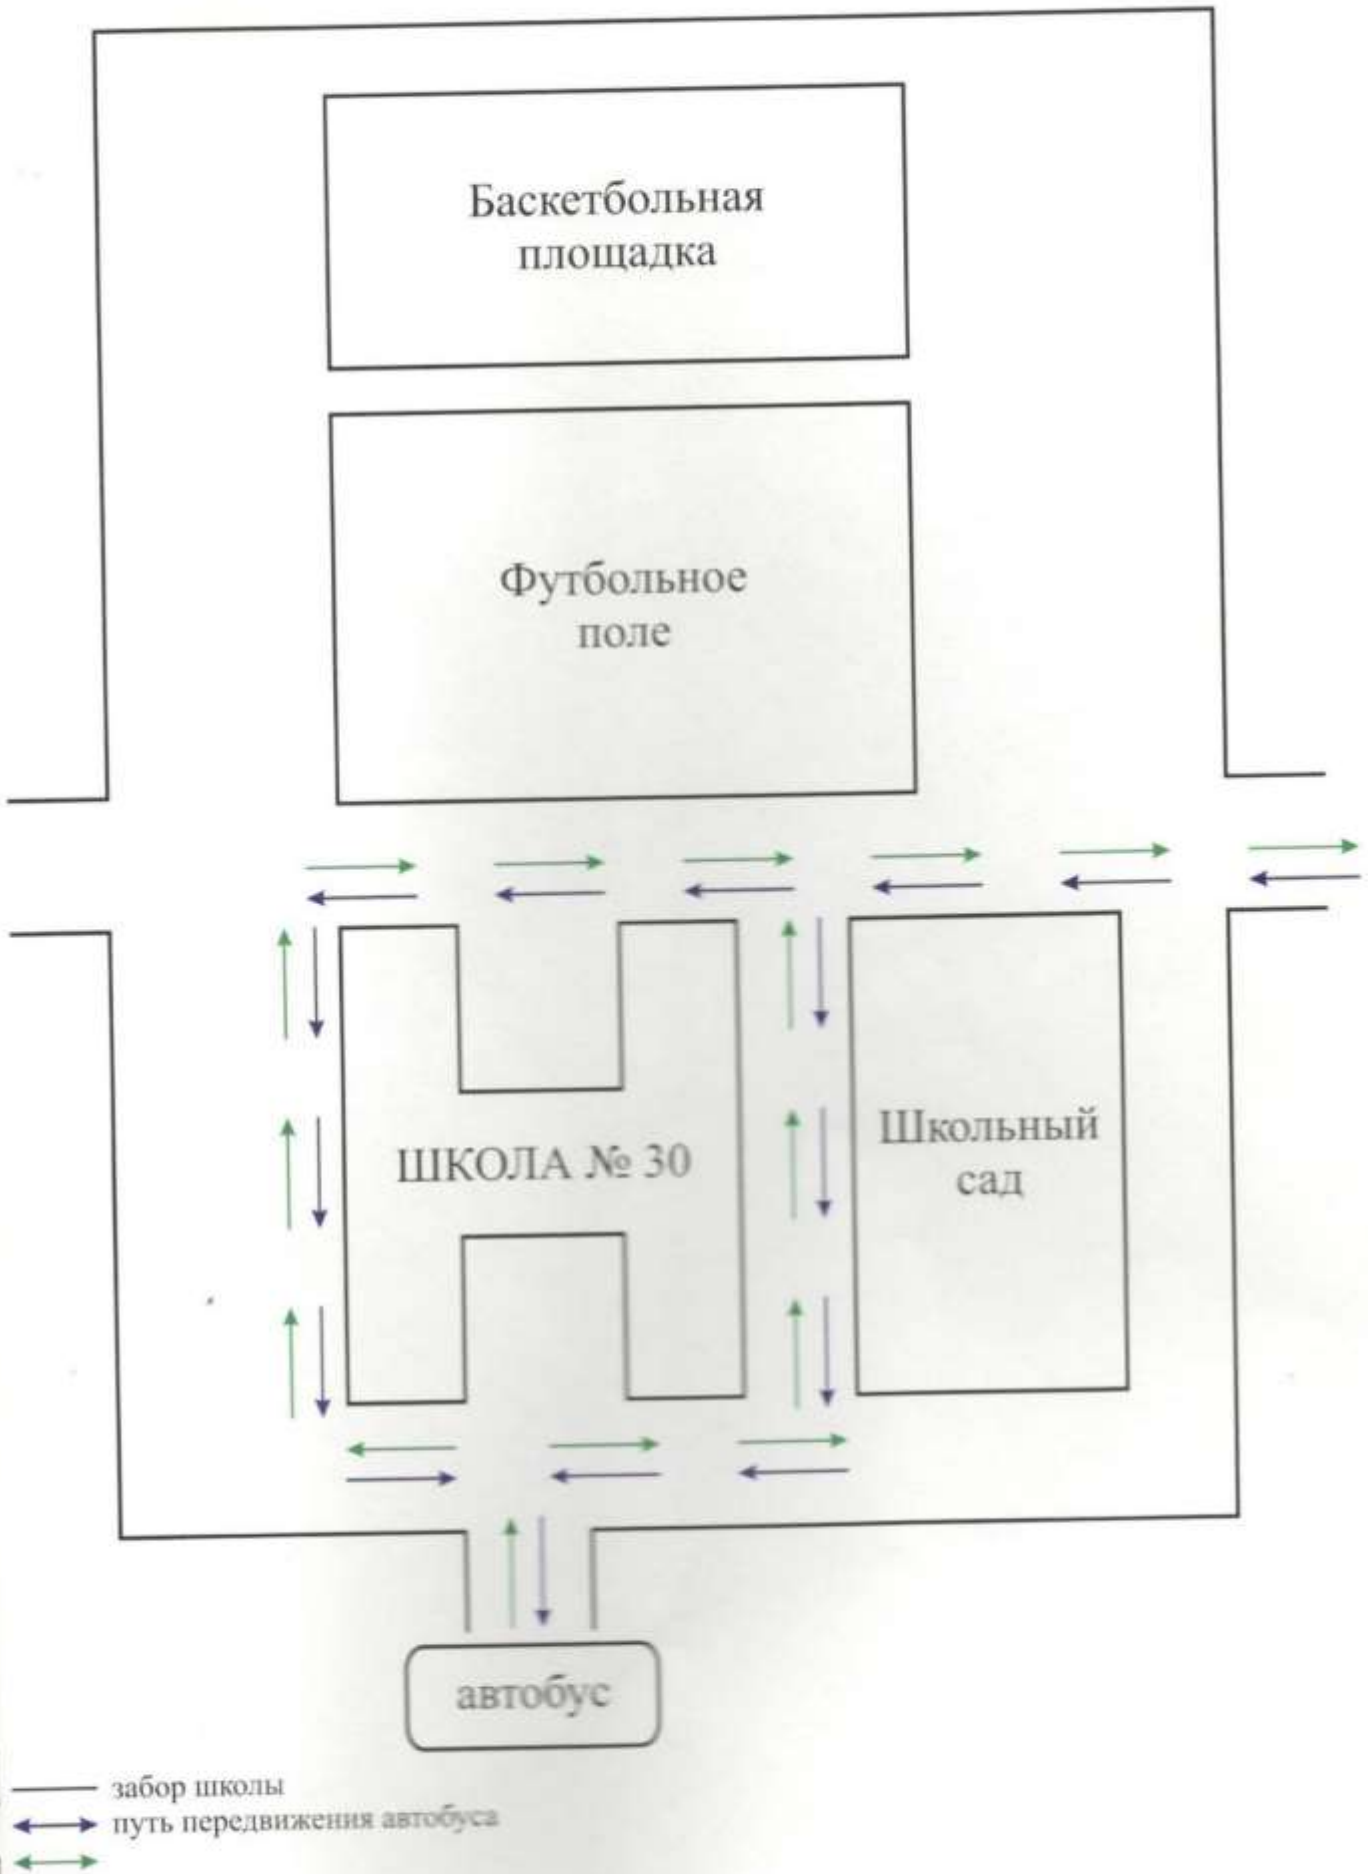 Баскетбольная
площадка
Футбольное
поле
ШКОЛА № 30
Школьный
сад
автобус
забор школы
путь передвижения автобуса